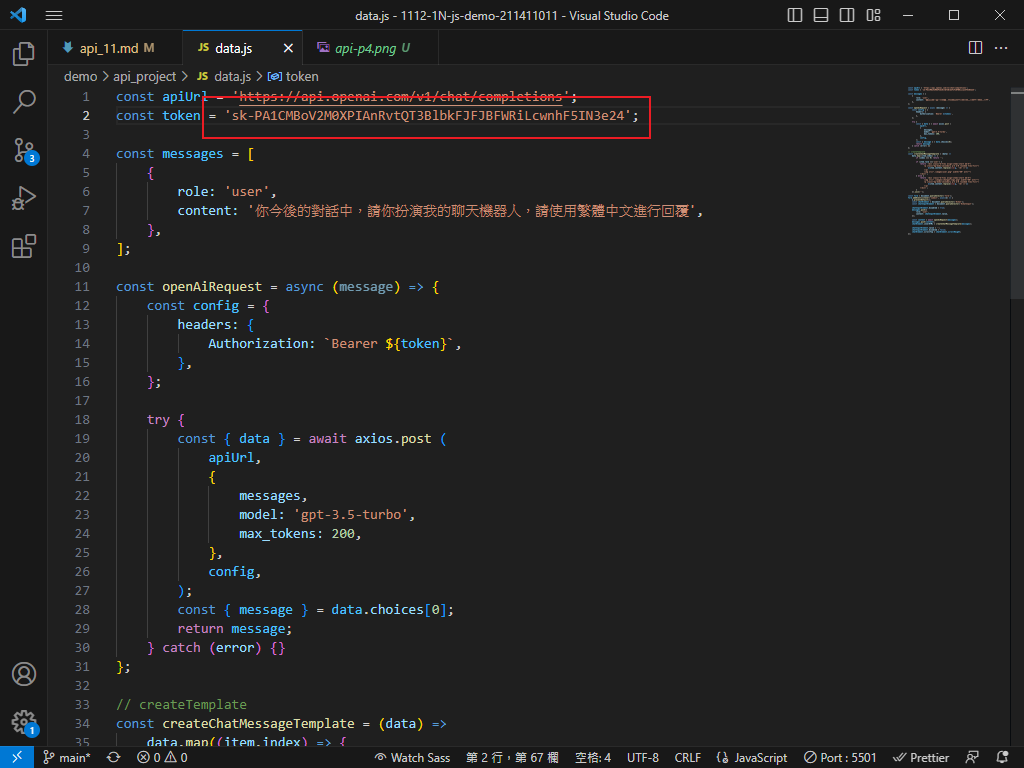 data.js - 1112-1N-js-demo-211411011 - Visual Studio Code
api_11.md M
JS data.js
api-p4.png U
demo > api_project > JS data.js > token
1 const apiUrl = 'https://api.openai.com/v1/chat/completions';
2 const token = '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';
3
4 const messages = [
5 {
6 role: 'user',
7 content: '你今後的對話中，請你扮演我的聊天機器人，請使用繁體中文進行回覆',
8 },
9 ];
10
11 const openAiRequest = async (message) => {
12 const config = {
13 headers: {
14 Authorization: `Bearer ${token}`,
15 },
16 };
17
18 try {
19 const { data } = await axios.post (
20 apiUrl,
21 {
22 messages,
23 model: 'gpt-3.5-turbo',
24 max_tokens: 200,
25 },
26 config,
27 );
28 const { message } = data.choices[0];
29 return message;
30 } catch (error) {}
31 };
32
33 // createTemplate
34 const createChatMessageTemplate = (data) =>
35 data.map((item,index) => {
3
1
main* 0 0 Watch Sass 第 2 行，第 67 欄 空格: 4 UTF-8 CRLF {} JavaScript Port : 5501 Prettier